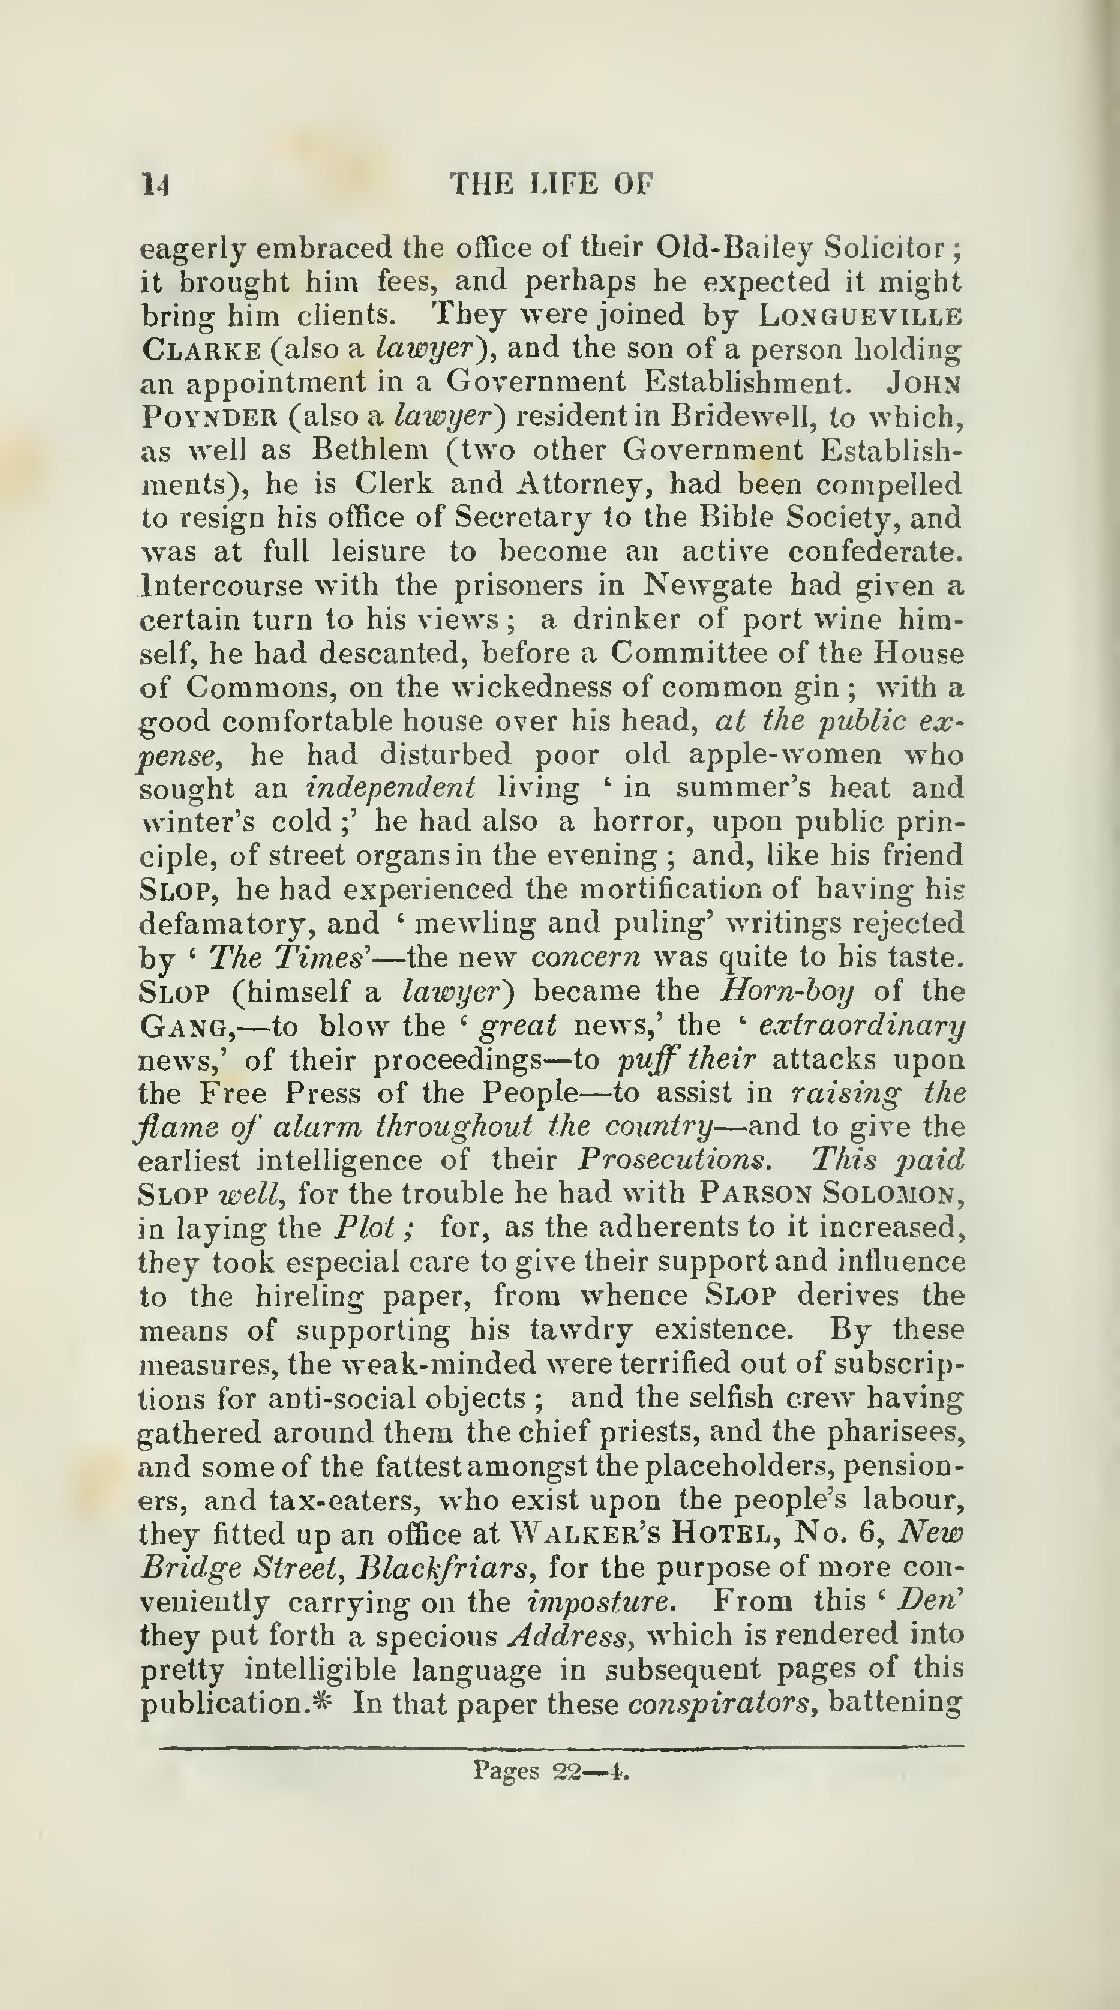 14 THE LIFE OF
eagerly embraced the office of their Old-Bailey Solicitor ;
it brought him fees, and perhaps he expected it might
bring him clients. They were joined by LONGUEVILLE
CLARKE (also a lawyer), and the son of a person holding
an appointment in a Government Establishment. JOHN
POYNDER (also a lawyer) resident in Bridewell, to which,
as well as Bethlem (two other Government Establish-
ments), he is Clerk and Attorney, had been compelled
to resign his office of Secretary to the Bible Society, and
was at full leisure to become an active confederate.
Intercourse with the prisoners in Newgate had given a
certain turn to his views ; a drinker of port wine him-
self, he had descanted, before a Committee of the House
of Commons, on the wickedness of common gin ; with a
good comfortable house over his head, at the public ex-
pense, he had disturbed poor old apple-women who
sought an independent living ‘ in summer’s heat and
winter’s cold ;’ he had also a horror, upon public prin-
ciple, of street organs in the evening ; and, like his friend
SLOP, he had experienced the mortification of having his
defamatory, and ‘ mewling and puling’ writings rejected
by ‘ The Times’—the new concern was quite to his taste.
SLOP (himself a lawyer) became the Horn-boy of the
GANG,—to blow the ‘ great news,’ the ‘ extraordinary
news,’ of their proceedings—to puff their attacks upon
the Free Press of the People—to assist in raising the
flame of alarm throughout the country—and to give the
earliest intelligence of their Prosecutions. This paid
SLOP well, for the trouble he had with PARSON SOLOMON,
in laying the Plot ; for, as the adherents to it increased,
they took especial care to give their support and influence
to the hireling paper, from whence SLOP derives the
means of supporting his tawdry existence. By these
measures, the weak-minded were terrified out of subscrip-
tions for anti-social objects ; and the selfish crew having
gathered around them the chief priests, and the pharisees,
and some of the fattest amongst the placeholders, pension-
ers, and tax-eaters, who exist upon the people’s labour,
they fitted up an office at WALKER’S HOTEL, No. 6, New
Bridge Street, Blackfriars, for the purpose of more con-
veniently carrying on the imposture. From this ‘ Den’
they put forth a specious Address, which is rendered into
pretty intelligible language in subsequent pages of this
publication.* In that paper these conspirators, battening
Pages 22—4.